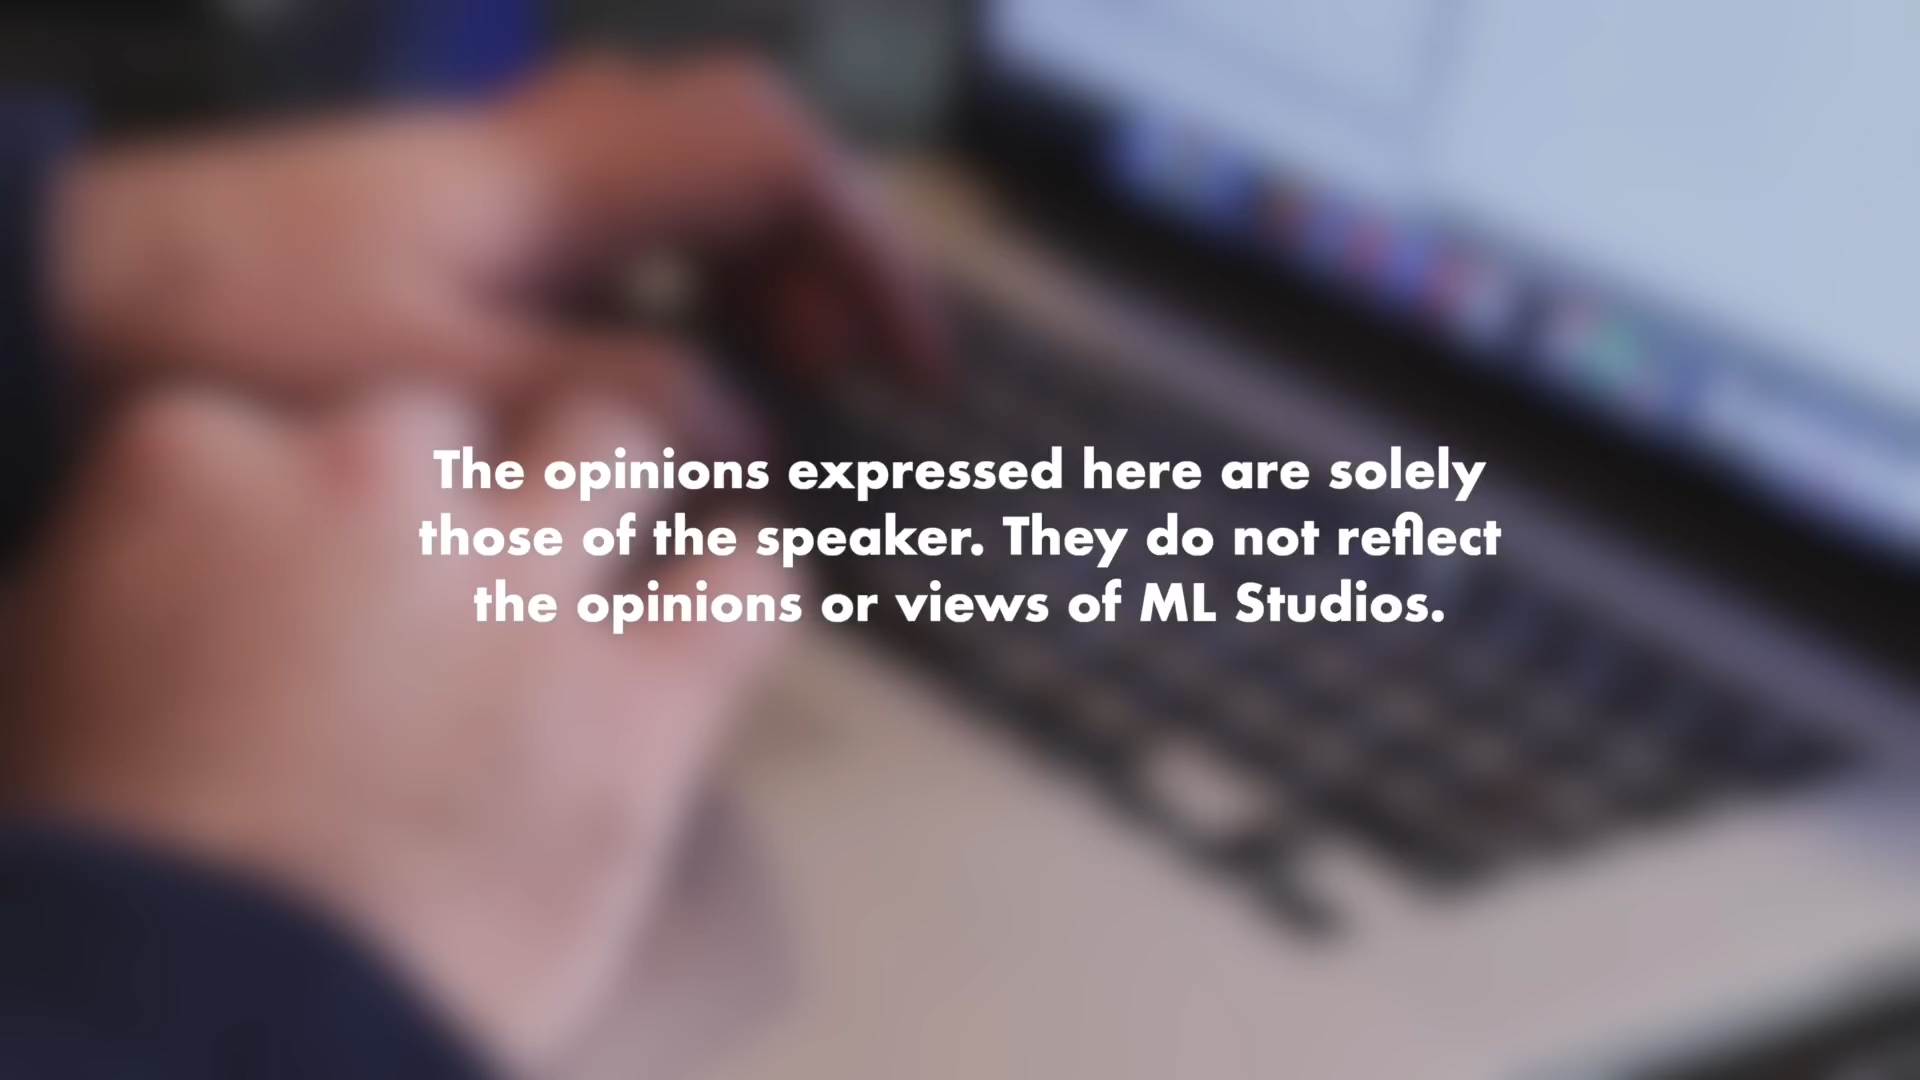 The opinions expressed here are solely
those of the speaker. They do not reflect
the opinions or views of ML Studios.